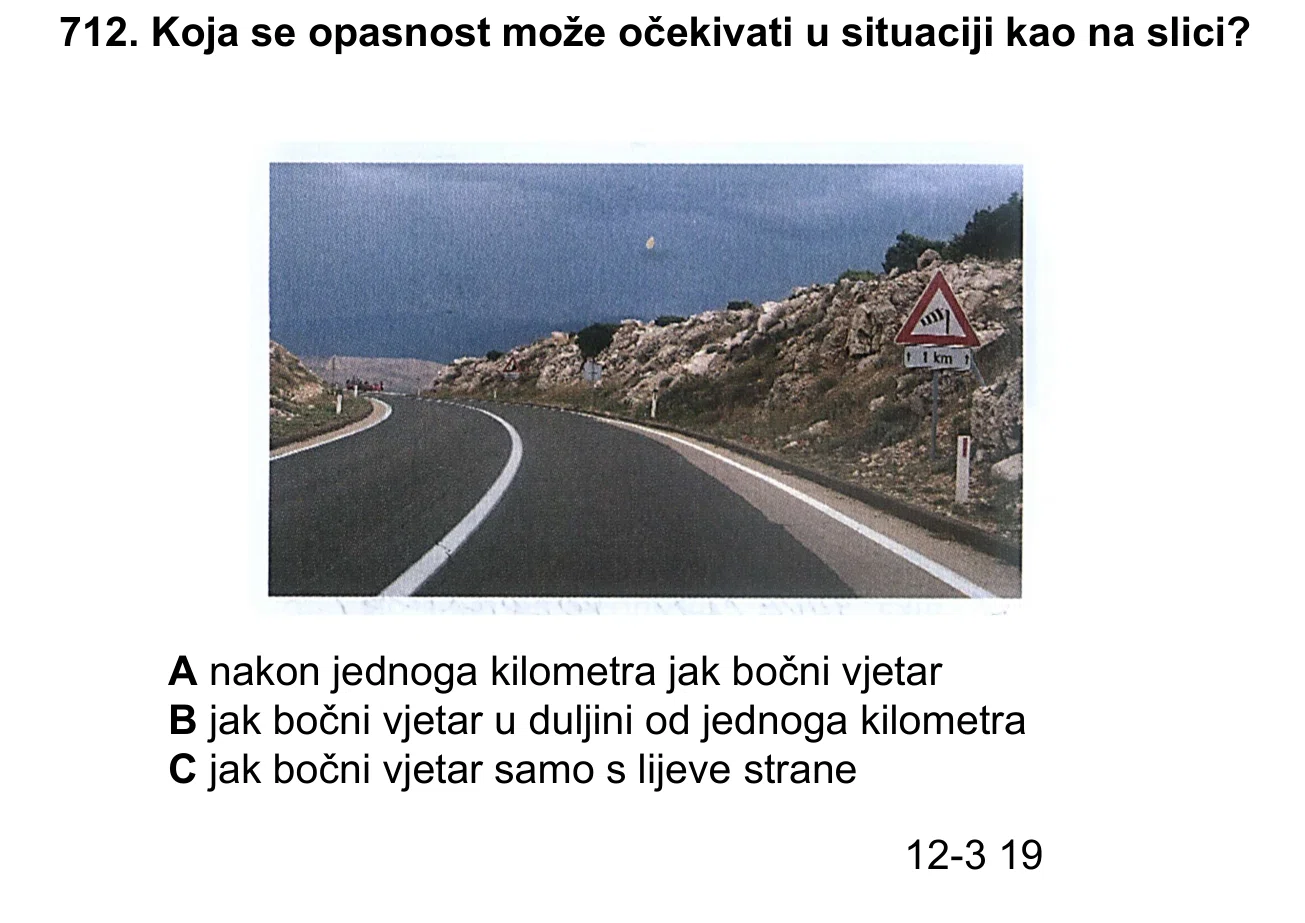 712. Koja se opasnost može očekivati u situaciji kao na slici?
↑ 1 km ↑
A nakon jednoga kilometra jak bočni vjetar
B jak bočni vjetar u duljini od jednoga kilometra
C jak bočni vjetar samo s lijeve strane
12-3 19